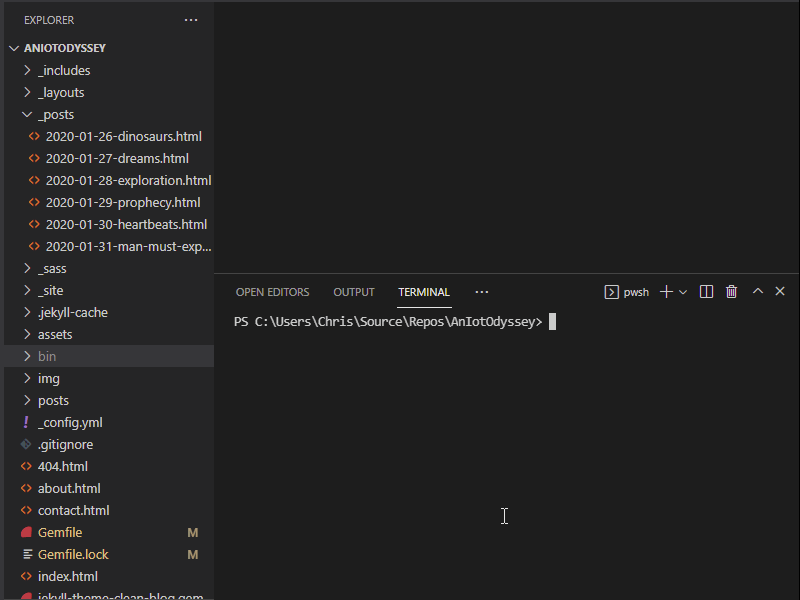 EXPLORER
ANIOTODYSSEY
_includes
_layouts
_posts
2020-01-26-dinosaurs.html
2020-01-27-dreams.html
2020-01-28-exploration.html
2020-01-29-prophecy.html
2020-01-30-heartbeats.html
2020-01-31-man-must-exp...
_sass
_site
.jekyll-cache
assets
bin
img
posts
_config.yml
.gitignore
404.html
about.html
contact.html
Gemfile M
Gemfile.lock M
index.html
jekyll-theme-clean-blog.gem
OPEN EDITORS OUTPUT TERMINAL pwsh
PS C:\Users\Chris\Source\Repos\AnIotOdyssey>